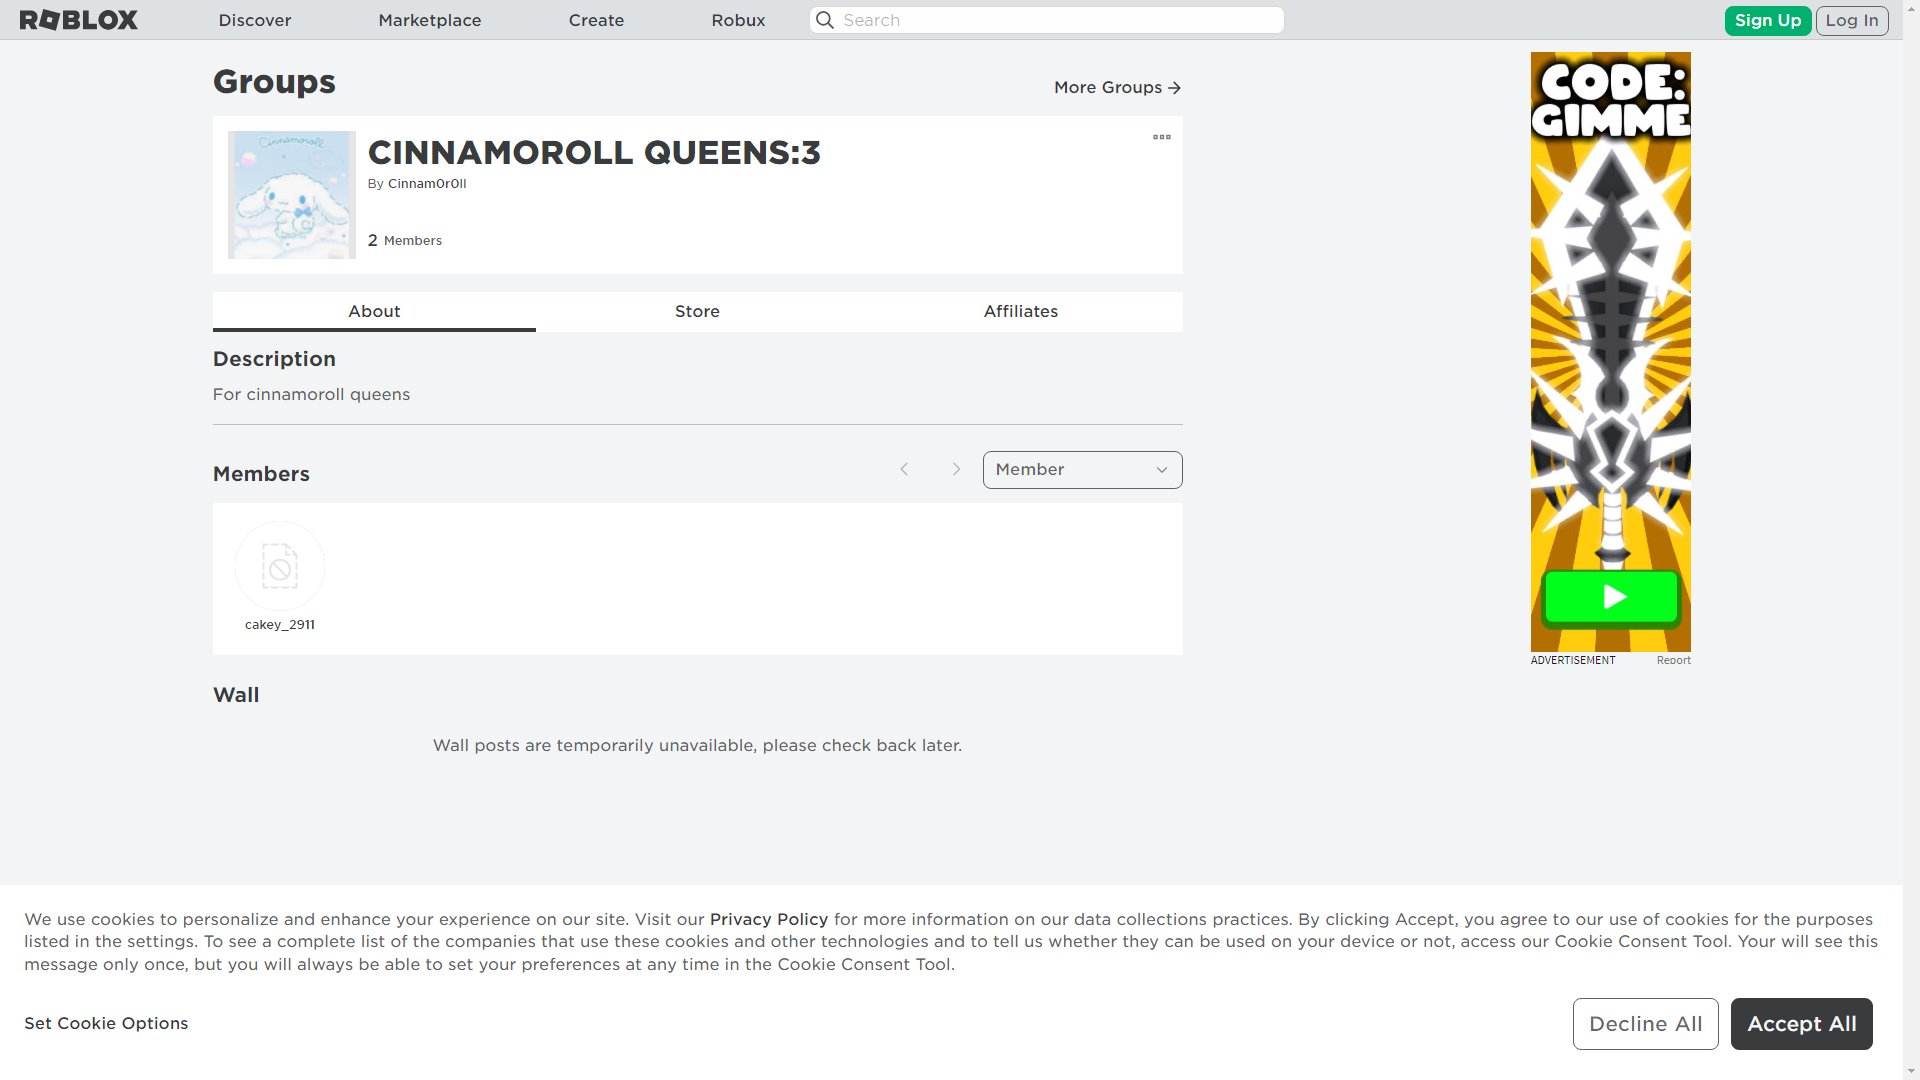 ROBLOX
Discover
Marketplace
Create
Robux
Search
Sign Up
Log In
Groups
More Groups
Cinnamoroll
CINNAMOROLL QUEENS:3
By Cinnam0r0ll
2 Members
About
Store
Affiliates
Description
For cinnamoroll queens
Members
Member
cakey_2911
Wall
Wall posts are temporarily unavailable, please check back later.
CODE:
GIMME
ADVERTISEMENT
Report
We use cookies to personalize and enhance your experience on our site. Visit our Privacy Policy for more information on our data collections practices. By clicking Accept, you agree to our use of cookies for the purposes
listed in the settings. To see a complete list of the companies that use these cookies and other technologies and to tell us whether they can be used on your device or not, access our Cookie Consent Tool. Your will see this
message only once, but you will always be able to set your preferences at any time in the Cookie Consent Tool.
Set Cookie Options
Decline All
Accept All